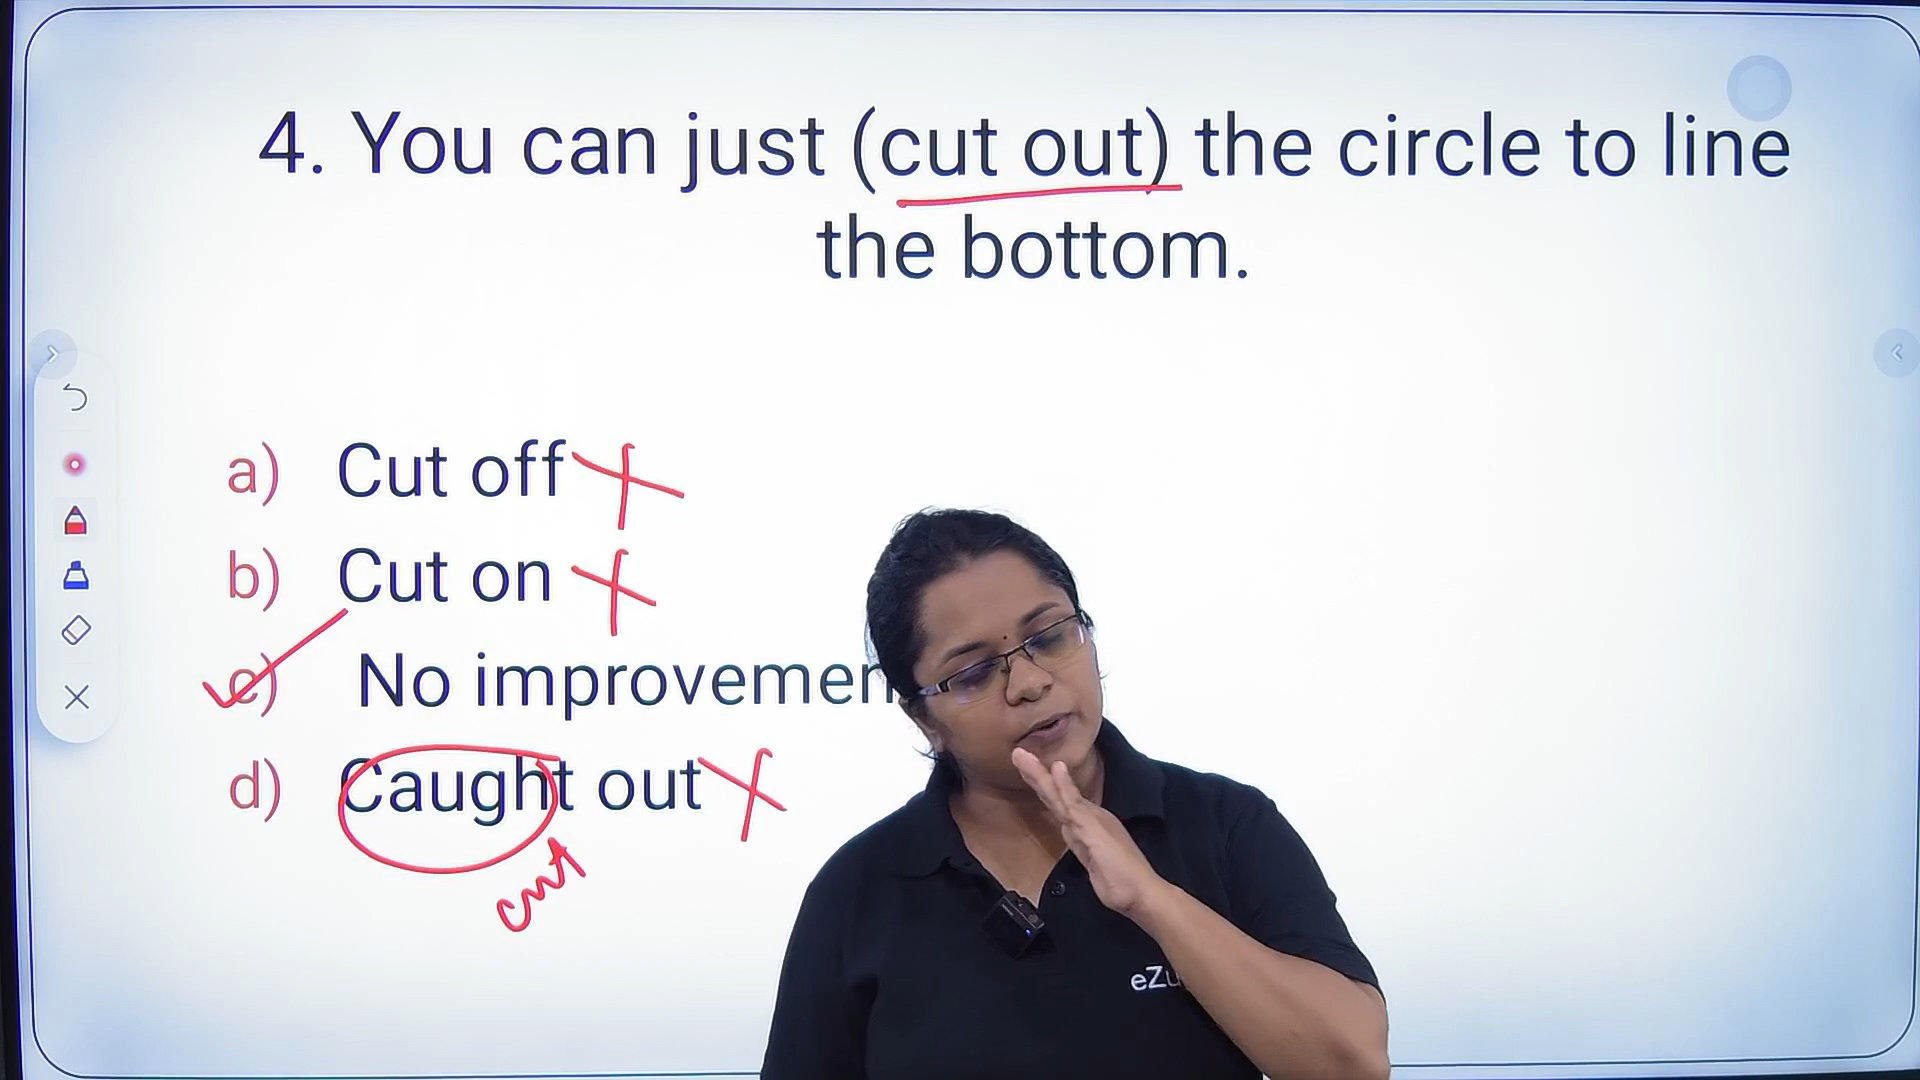 4. You can just (cut out) the circle to line
the bottom.
a) Cut off
b) Cut on
c) No improvemen
d) Caught out
cut
eZu